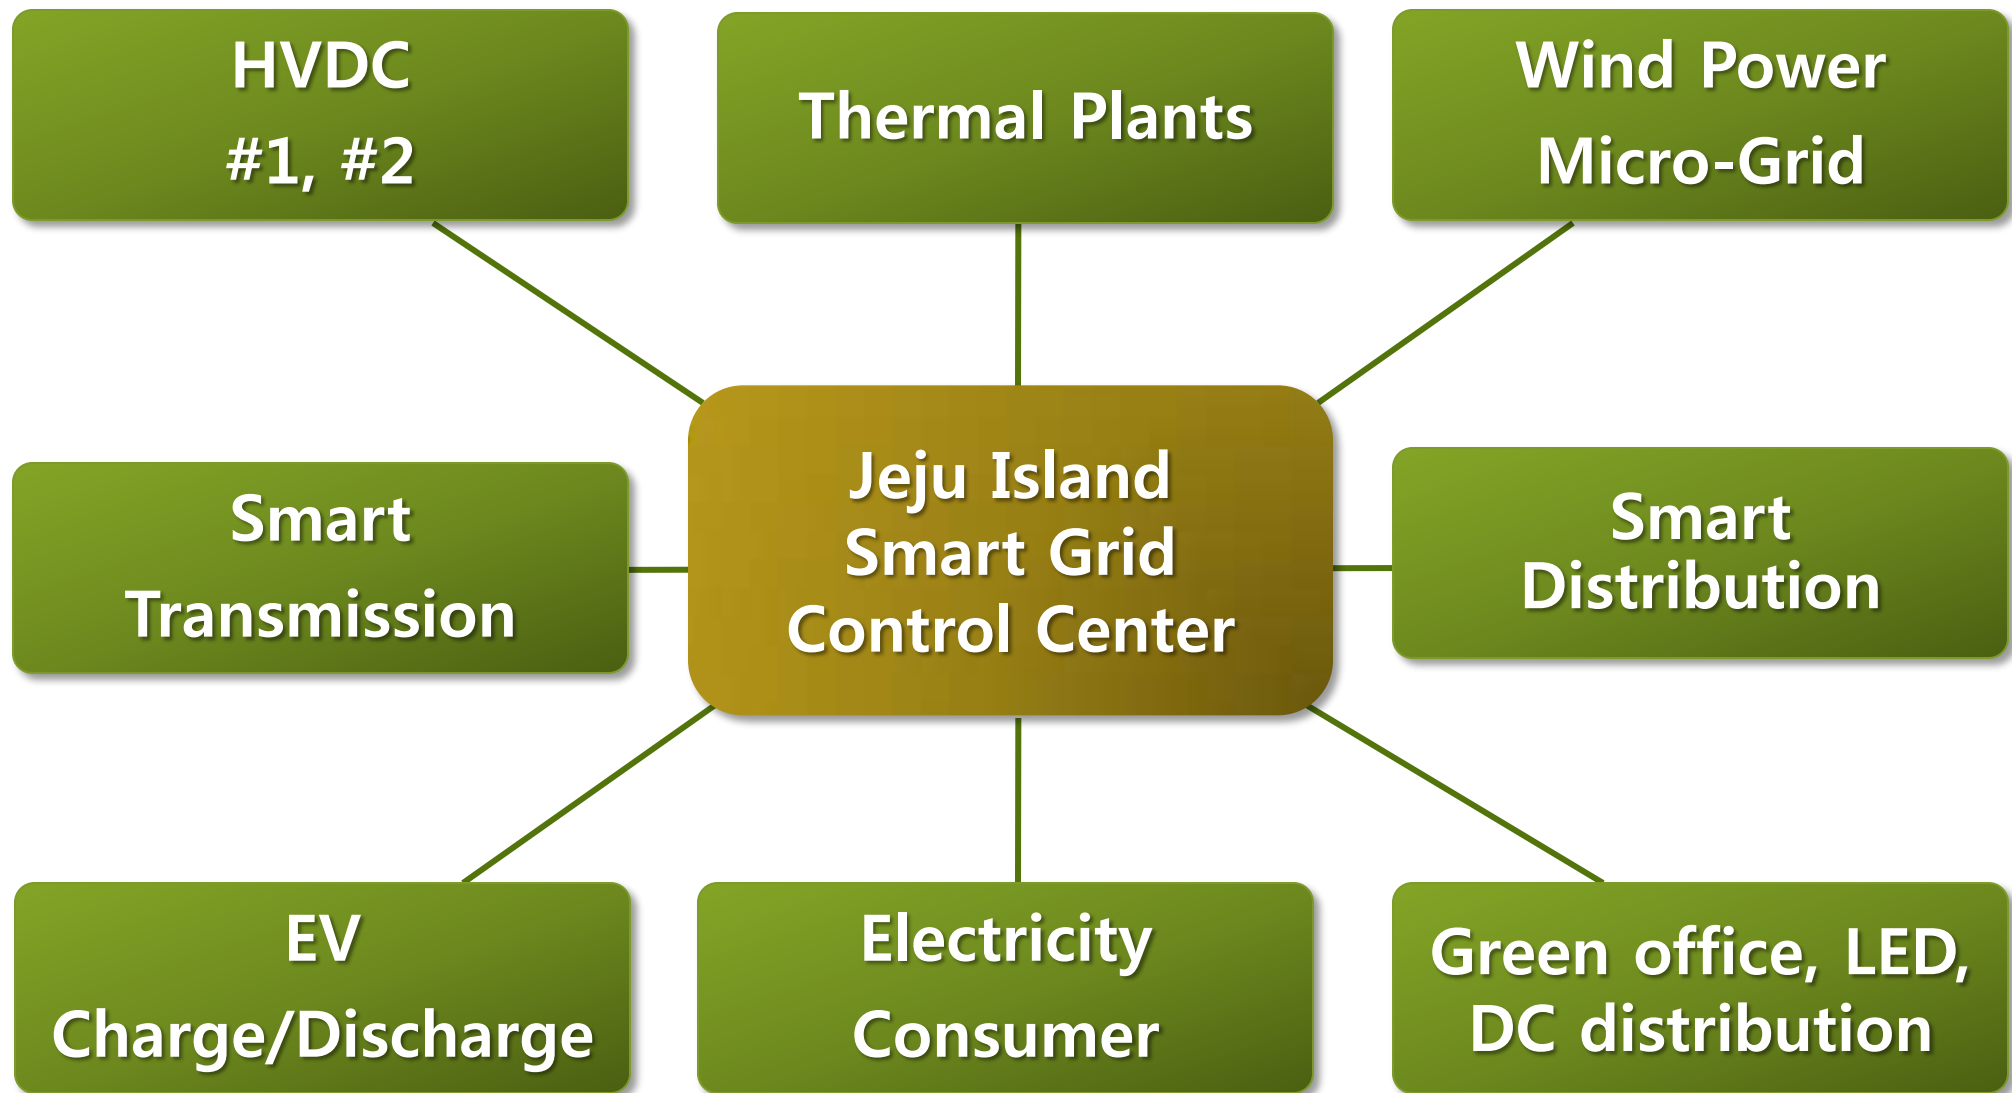 HVDC
#1, #2
Thermal Plants
Wind Power
Micro-Grid
Smart
Transmission
Jeju Island
Smart Grid
Control Center
Smart
Distribution
EV
Charge/Discharge
Electricity
Consumer
Green office, LED,
DC distribution